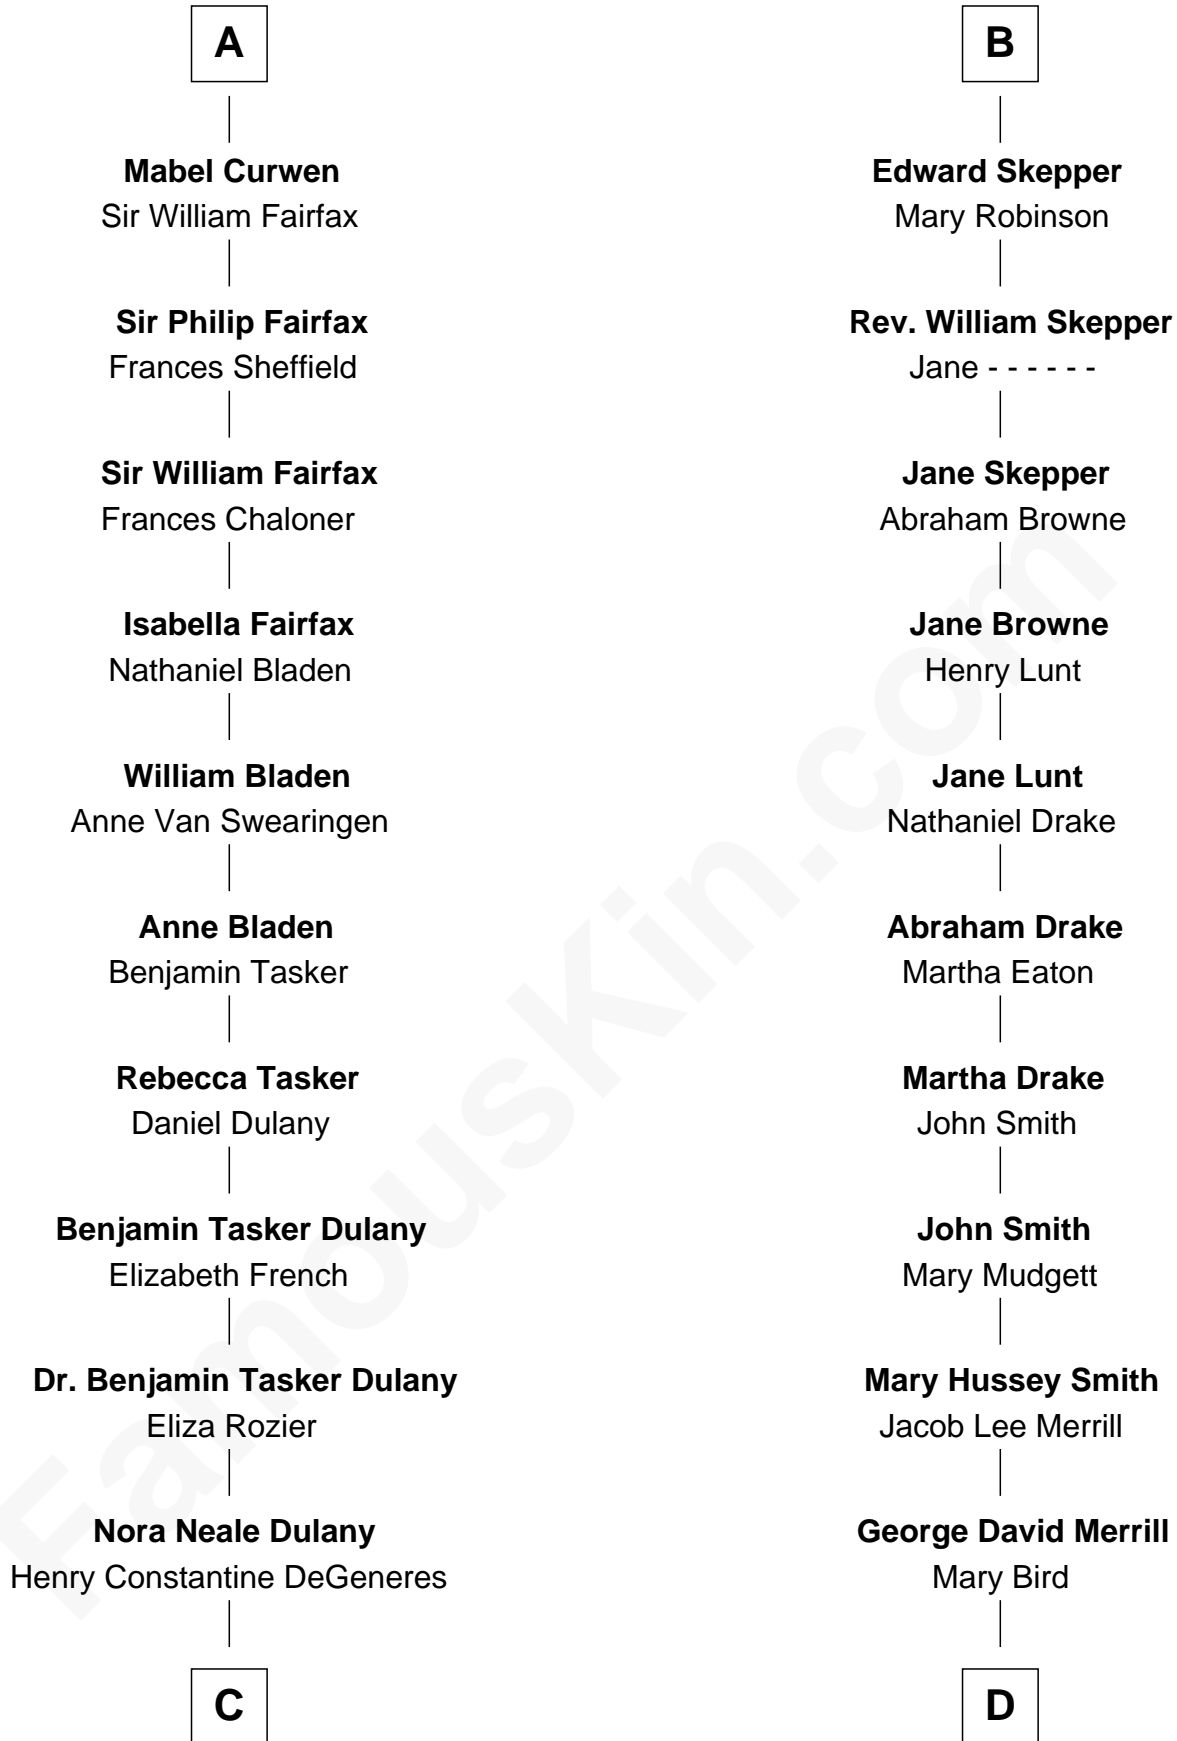 A
Mabel Curwen
Sir William Fairfax
Sir Philip Fairfax
Frances Sheffield
Sir William Fairfax
Frances Chaloner
Isabella Fairfax
Nathaniel Bladen
William Bladen
Anne Van Swearingen
Anne Bladen
Benjamin Tasker
Rebecca Tasker
Daniel Dulany
Benjamin Tasker Dulany
Elizabeth French
Dr. Benjamin Tasker Dulany
Eliza Rozier
Nora Neale Dulany
Henry Constantine DeGeneres
C
B
Edward Skepper
Mary Robinson
Rev. William Skepper
Jane - - - - - -
Jane Skepper
Abraham Browne
Jane Browne
Henry Lunt
Jane Lunt
Nathaniel Drake
Abraham Drake
Martha Eaton
Martha Drake
John Smith
John Smith
Mary Mudgett
Mary Hussey Smith
Jacob Lee Merrill
George David Merrill
Mary Bird
D
FamousKin.com